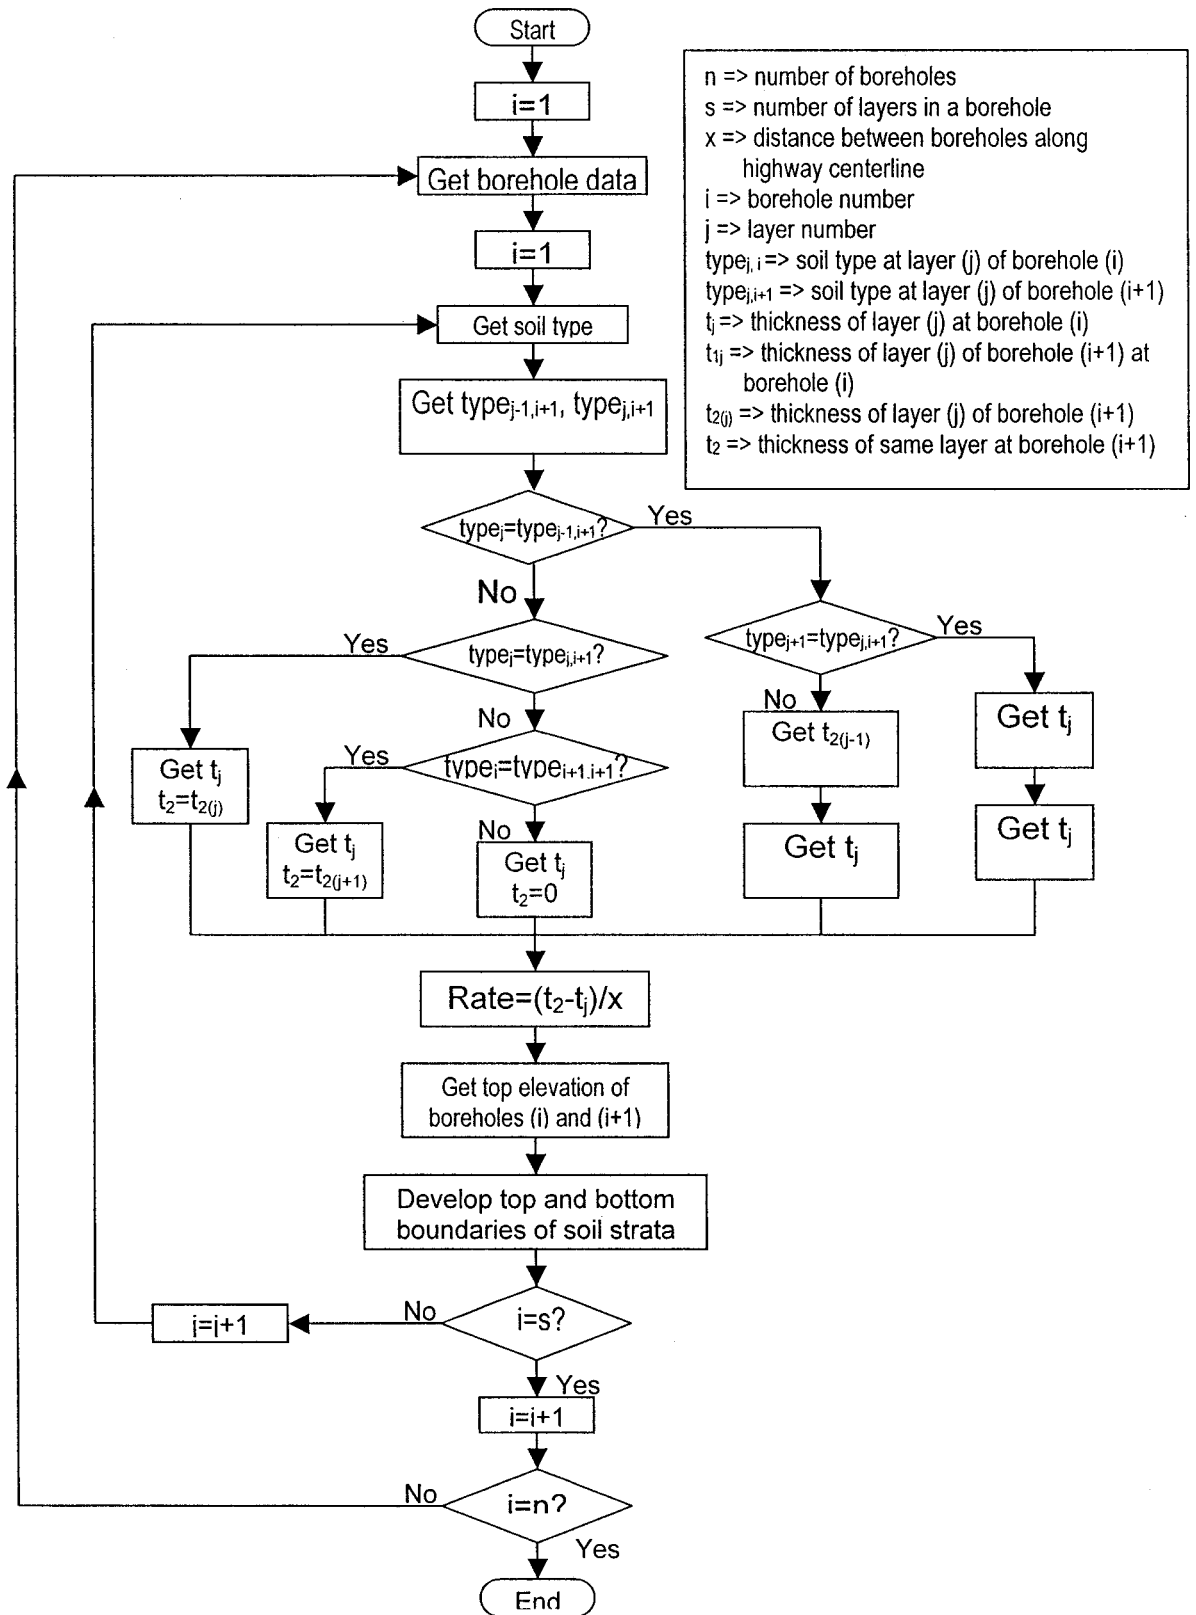 Start
i=1
Get borehole data
i=1
Get soil type
Get typej-1,i+1, typej,i+1
typej=typej-1,i+1?
Yes
No
typej=typej,i+1?
Yes
No
typej+1=typej,i+1?
Yes
No
Get tj
t2=t2(j)
typei=typei+1.i+1?
Yes
No
Get tj
t2=t2(j+1)
Get tj
t2=0
Get t2(j-1)
Get tj
Get tj
Get tj
Rate=(t2-tj)/x
Get top elevation of
boreholes (i) and (i+1)
Develop top and bottom
boundaries of soil strata
i=s?
No
i=i+1
Yes
i=i+1
i=n?
No
Yes
End
n => number of boreholes
s => number of layers in a borehole
x => distance between boreholes along
highway centerline
i => borehole number
j => layer number
typej, i => soil type at layer (j) of borehole (i)
typej,i+1 => soil type at layer (j) of borehole (i+1)
tj => thickness of layer (j) at borehole (i)
t1j => thickness of layer (j) of borehole (i+1) at
borehole (i)
t2(j) => thickness of layer (j) of borehole (i+1)
t2 => thickness of same layer at borehole (i+1)